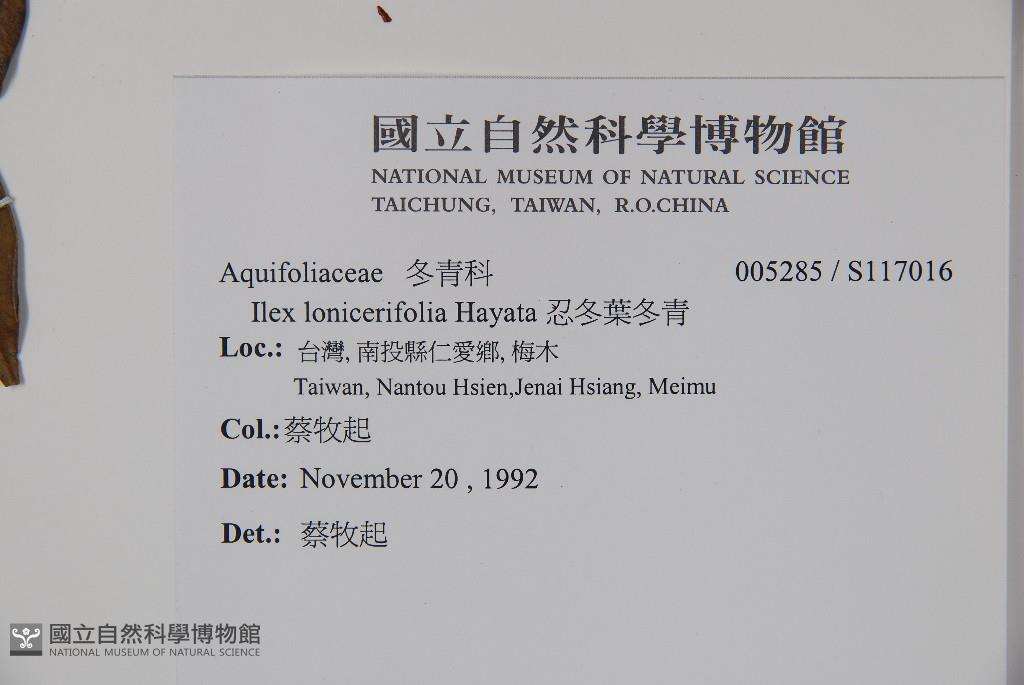 國立自然科學博物館
NATIONAL MUSEUM OF NATURAL SCIENCE
TAICHUNG, TAIWAN, R.O.CHINA
Aquifoliaceae 冬青科 005285 / S117016
Ilex lonicerifolia Hayata 忍冬葉冬青
Loc.: 台灣, 南投縣仁愛鄉, 梅木
Taiwan, Nantou Hsien,Jenai Hsiang, Meimu
Col.: 蔡牧起
Date: November 20 , 1992
Det.: 蔡牧起
國立自然科學博物館
NATIONAL MUSEUM OF NATURAL SCIENCE